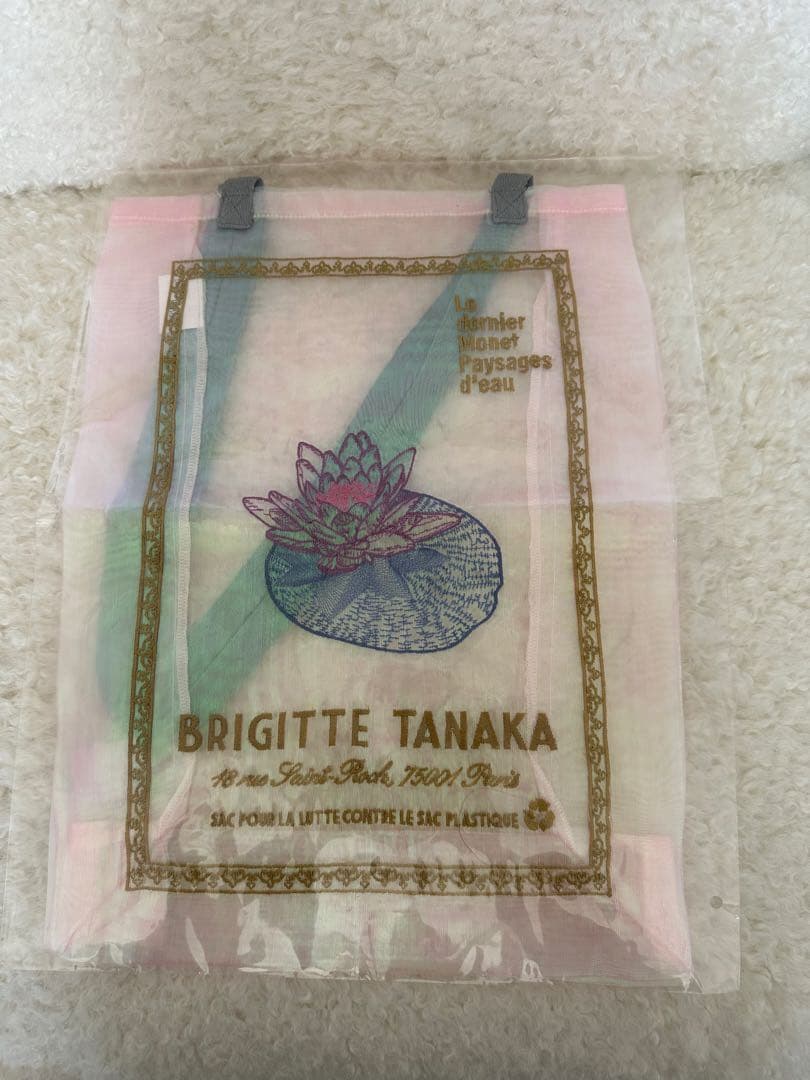 Le
dernier
Monet
Paysages
d'eau
BRIGITTE TANAKA
18 rue Saint-Roch, 75001 Paris
SAC POUR LA LUTTE CONTRE LE SAC PLASTIQUE